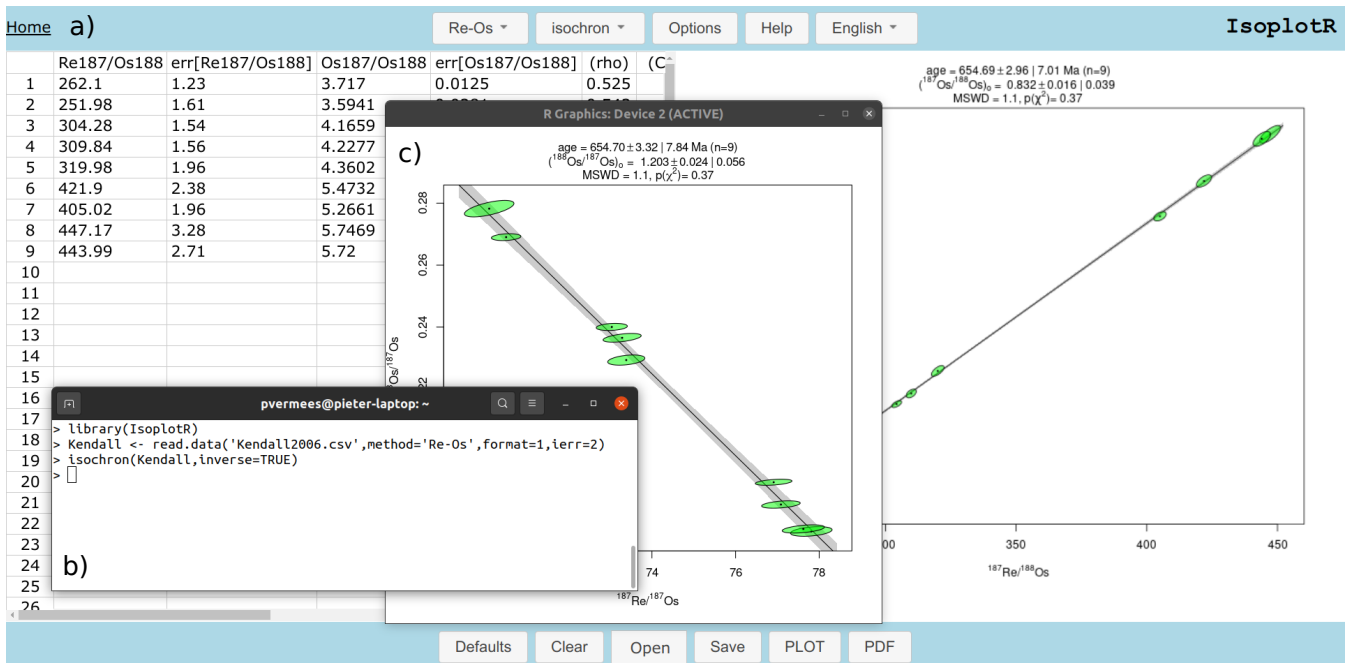 Home a) Re-Os isochron Options Help English IsoplotR
Re187/Os188 err[Re187/Os188] Os187/Os188 err[Os187/Os188] (rho) (C
1 262.1 1.23 3.717 0.0125 0.525
2 251.98 1.61 3.5941
3 304.28 1.54 4.1659
4 309.84 1.56 4.2277
5 319.98 1.96 4.3602
6 421.9 2.38 5.4732
7 405.02 1.96 5.2661
8 447.17 3.28 5.7469
9 443.99 2.71 5.72
10
11
12
13
14
15
16
17
18
19
20
21
22
23
24
25
26
age = 654.69 ± 2.96 | 7.01 Ma (n=9)
(¹⁸⁷Os/¹⁸⁸Os)ₒ = 0.832 ± 0.016 | 0.039
MSWD = 1.1, p(χ²) = 0.37
00 350 400 450
¹⁸⁷Re/¹⁸⁸Os
R Graphics: Device 2 (ACTIVE)
c)
age = 654.70 ± 3.32 | 7.84 Ma (n=9)
(¹⁸⁸Os/¹⁸⁷Os)ₒ = 1.203 ± 0.024 | 0.056
MSWD = 1.1, p(χ²) = 0.37
0.28
0.26
0.24
22
Os/¹⁸⁷Os
74 76 78
¹⁸⁷Re/¹⁸⁷Os
pvermees@pieter-laptop: ~
> library(IsoplotR)
> Kendall <- read.data('Kendall2006.csv',method='Re-Os',format=1,ierr=2)
> isochron(Kendall,inverse=TRUE)
>
b)
Defaults Clear Open Save PLOT PDF